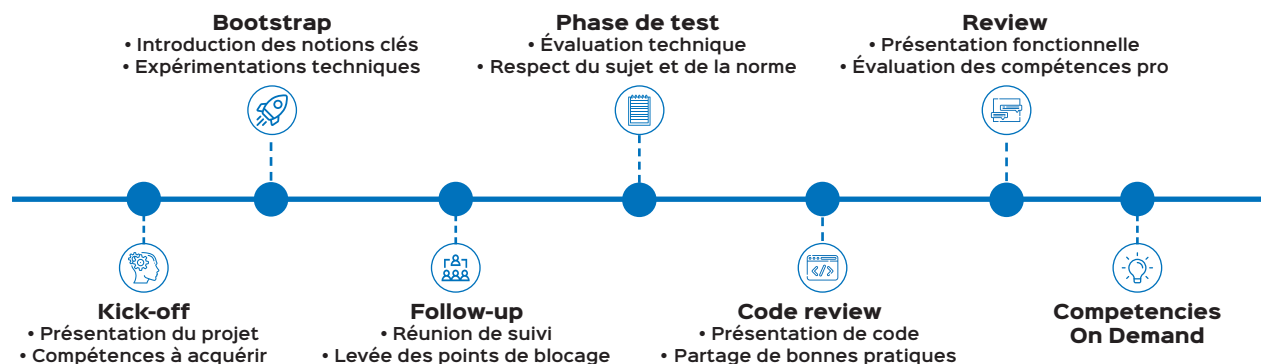 Bootstrap
• Introduction des notions clés
• Expérimentations techniques
Phase de test
• Évaluation technique
• Respect du sujet et de la norme
Review
• Présentation fonctionnelle
• Évaluation des compétences pro
</>
Kick-off
• Présentation du projet
• Compétences à acquérir
Follow-up
• Réunion de suivi
• Levée des points de blocage
Code review
• Présentation de code
• Partage de bonnes pratiques
Competencies
On Demand